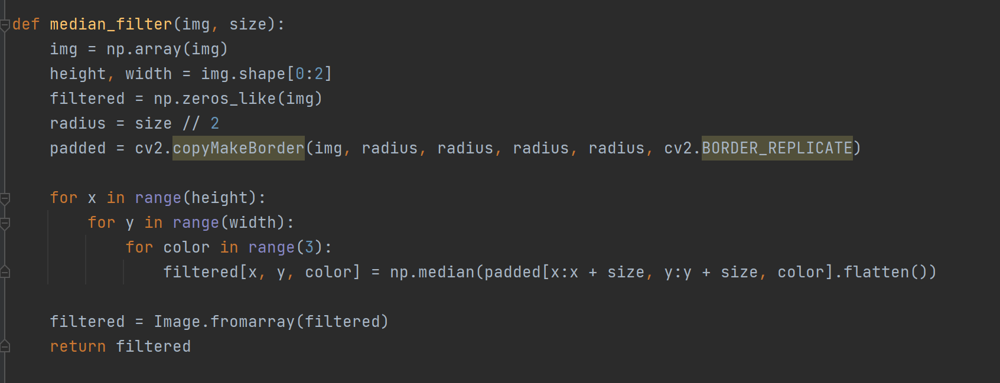 def median_filter(img, size):
    img = np.array(img)
    height, width = img.shape[0:2]
    filtered = np.zeros_like(img)
    radius = size // 2
    padded = cv2.copyMakeBorder(img, radius, radius, radius, radius, cv2.BORDER_REPLICATE)
    for x in range(height):
        for y in range(width):
            for color in range(3):
                filtered[x, y, color] = np.median(padded[x:x + size, y:y + size, color].flatten())
    filtered = Image.fromarray(filtered)
    return filtered